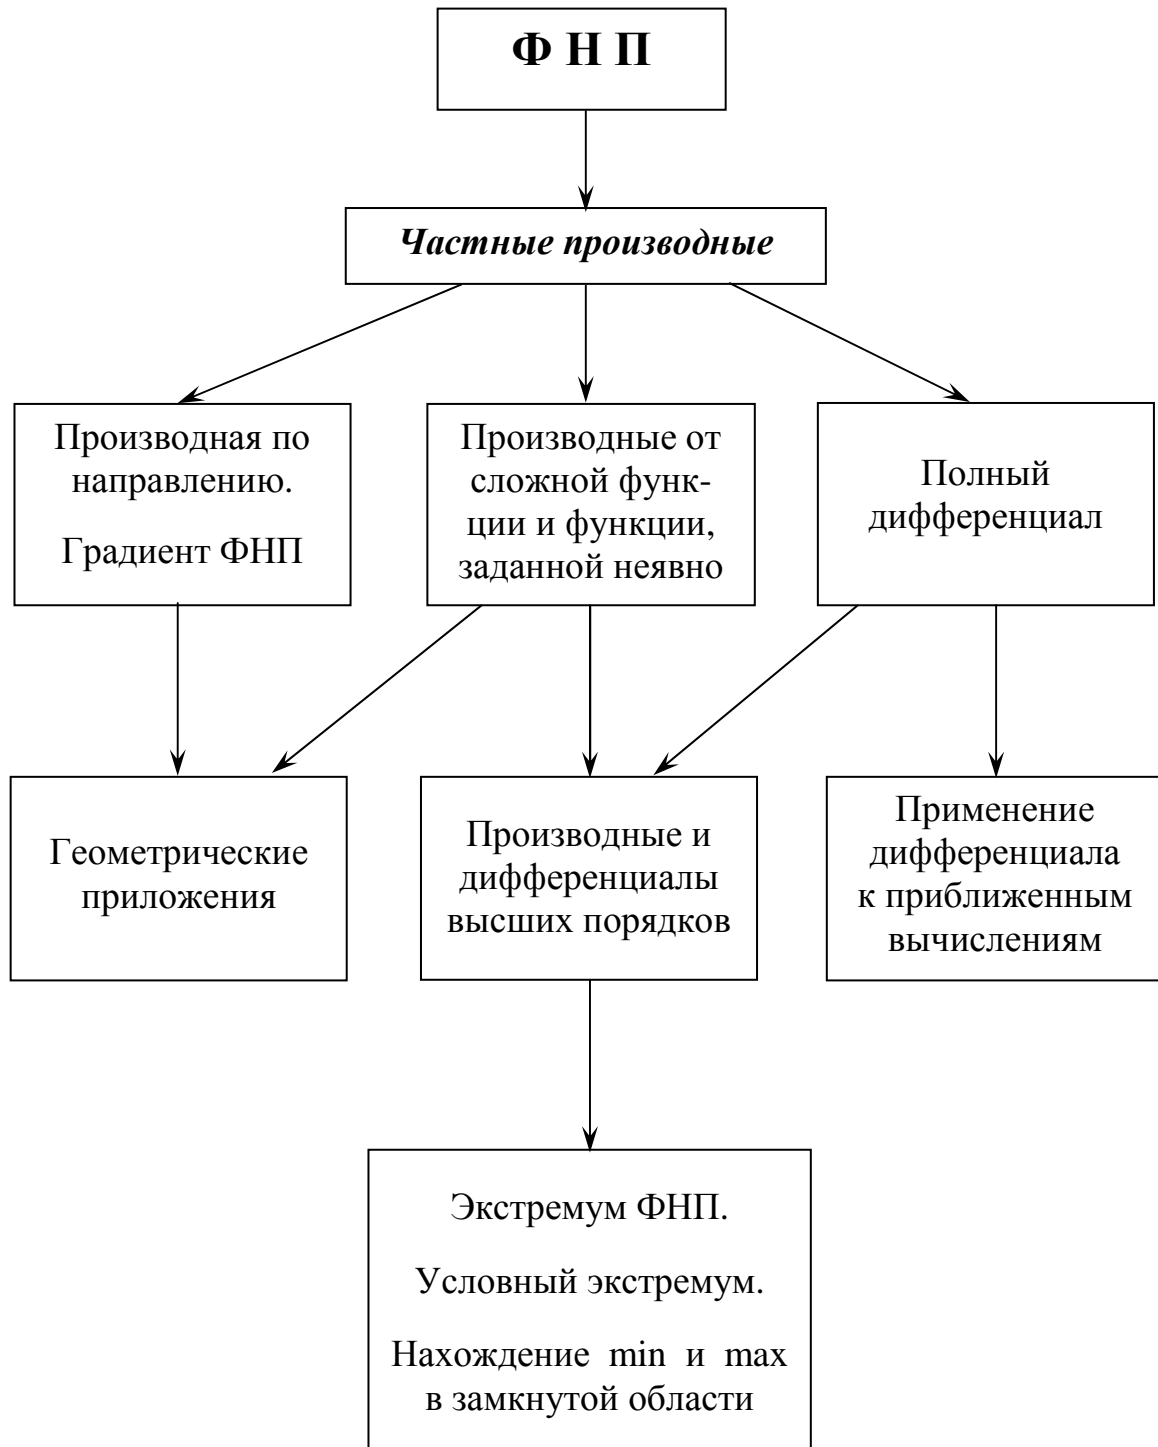 Ф Н П
Частные производные
Производная по
направлению.
Градиент ФНП
Производные от
сложной функ-
ции и функции,
заданной неявно
Полный
дифференциал
Геометрические
приложения
Производные и
дифференциалы
высших порядков
Применение
дифференциала
к приближенным
вычислениям
Экстремум ФНП.
Условный экстремум.
Нахождение min и max
в замкнутой области